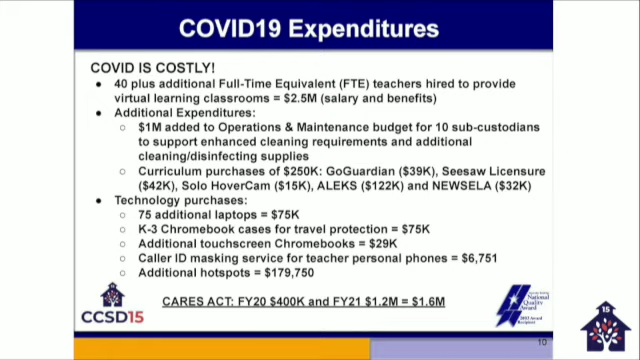 COVID19 Expenditures
COVID IS COSTLY!
● 40 plus additional Full-Time Equivalent (FTE) teachers hired to provide
virtual learning classrooms = $2.5M (salary and benefits)
● Additional Expenditures:
○ $1M added to Operations & Maintenance budget for 10 sub-custodians
to support enhanced cleaning requirements and additional
cleaning/disinfecting supplies
○ Curriculum purchases of $250K: GoGuardian ($39K), Seesaw Licensure
($42K), Solo HoverCam ($15K), ALEKS ($122K) and NEWSELA ($32K)
● Technology purchases:
○ 75 additional laptops = $75K
○ K-3 Chromebook cases for travel protection = $75K
○ Additional touchscreen Chromebooks = $29K
○ Caller ID masking service for teacher personal phones = $6,751
○ Additional hotspots = $179,750
CARES ACT: FY20 $400K and FY21 $1.2M = $1.6M
CCSD15
National
Quality
Award
Recipient
15
10